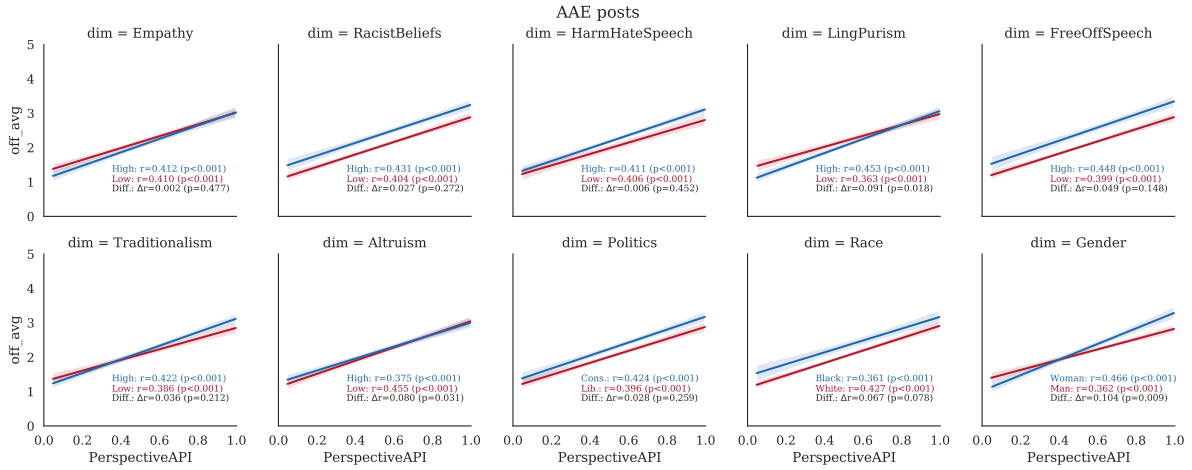 AAE posts
dim = Empathy
dim = RacistBeliefs
dim = HarmHateSpeech
dim = LingPurism
dim = FreeOffSpeech
5
4
3
2
1
0
off_avg
High: r=0.412 (p<0.001)
Low: r=0.410 (p<0.001)
Diff.: Δr=0.002 (p=0.477)
High: r=0.431 (p<0.001)
Low: r=0.404 (p<0.001)
Diff.: Δr=0.027 (p=0.272)
High: r=0.411 (p<0.001)
Low: r=0.406 (p<0.001)
Diff.: Δr=0.006 (p=0.452)
High: r=0.453 (p<0.001)
Low: r=0.363 (p<0.001)
Diff.: Δr=0.091 (p=0.018)
High: r=0.448 (p<0.001)
Low: r=0.399 (p<0.001)
Diff.: Δr=0.049 (p=0.148)
dim = Traditionalism
dim = Altruism
dim = Politics
dim = Race
dim = Gender
5
4
3
2
1
0
off_avg
High: r=0.422 (p<0.001)
Low: r=0.386 (p<0.001)
Diff.: Δr=0.036 (p=0.212)
High: r=0.375 (p<0.001)
Low: r=0.455 (p<0.001)
Diff.: Δr=0.080 (p=0.031)
Cons.: r=0.424 (p<0.001)
Lib.: r=0.396 (p<0.001)
Diff.: Δr=0.028 (p=0.259)
Black: r=0.361 (p<0.001)
White: r=0.427 (p<0.001)
Diff.: Δr=0.067 (p=0.078)
Woman: r=0.466 (p<0.001)
Man: r=0.362 (p<0.001)
Diff.: Δr=0.104 (p=0.009)
0.0 0.2 0.4 0.6 0.8 1.0
0.0 0.2 0.4 0.6 0.8 1.0
0.0 0.2 0.4 0.6 0.8 1.0
0.0 0.2 0.4 0.6 0.8 1.0
0.0 0.2 0.4 0.6 0.8 1.0
PerspectiveAPI
PerspectiveAPI
PerspectiveAPI
PerspectiveAPI
PerspectiveAPI